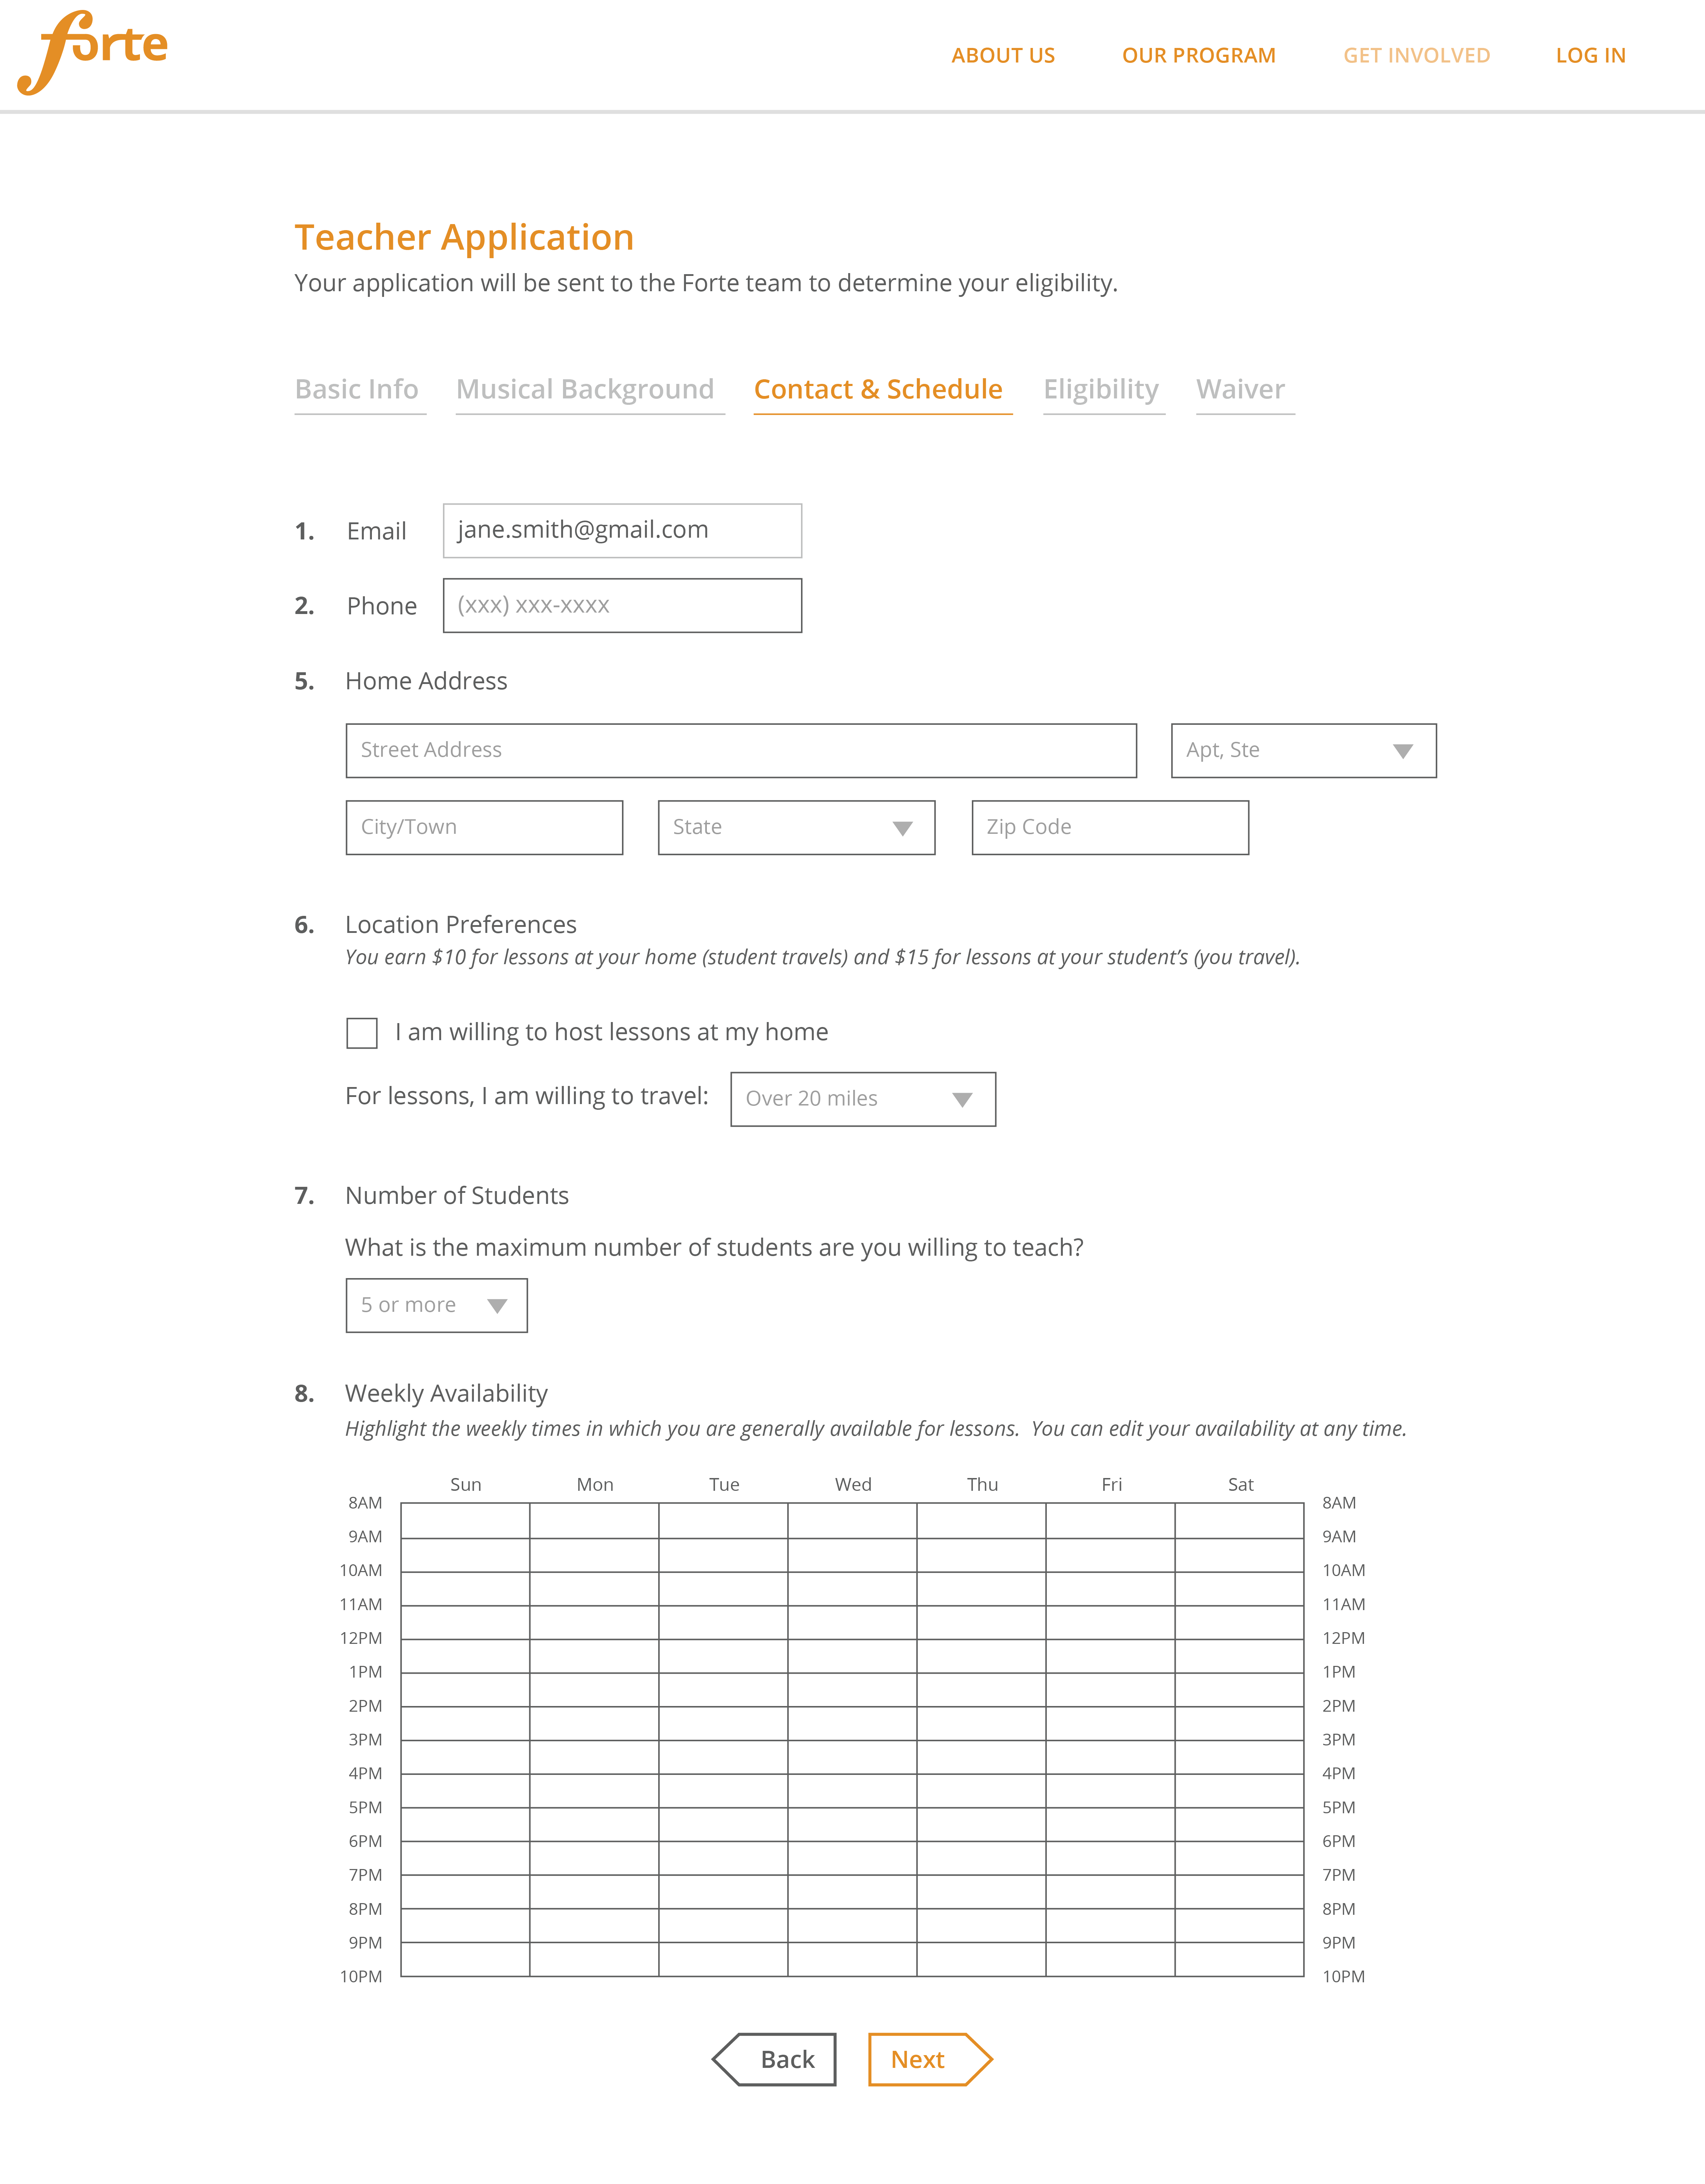 forte
ABOUT US OUR PROGRAM GET INVOLVED LOG IN
Teacher Application
Your application will be sent to the Forte team to determine your eligibility.
Basic Info Musical Background Contact & Schedule Eligibility Waiver
1. Email jane.smith@gmail.com
2. Phone (xxx) xxx-xxxx
5. Home Address
Street Address Apt, Ste
City/Town State Zip Code
6. Location Preferences
You earn $10 for lessons at your home (student travels) and $15 for lessons at your student’s (you travel).
I am willing to host lessons at my home
For lessons, I am willing to travel: Over 20 miles
7. Number of Students
What is the maximum number of students are you willing to teach?
5 or more
8. Weekly Availability
Highlight the weekly times in which you are generally available for lessons. You can edit your availability at any time.
Sun Mon Tue Wed Thu Fri Sat
8AM 8AM
9AM 9AM
10AM 10AM
11AM 11AM
12PM 12PM
1PM 1PM
2PM 2PM
3PM 3PM
4PM 4PM
5PM 5PM
6PM 6PM
7PM 7PM
8PM 8PM
9PM 9PM
10PM 10PM
Back Next